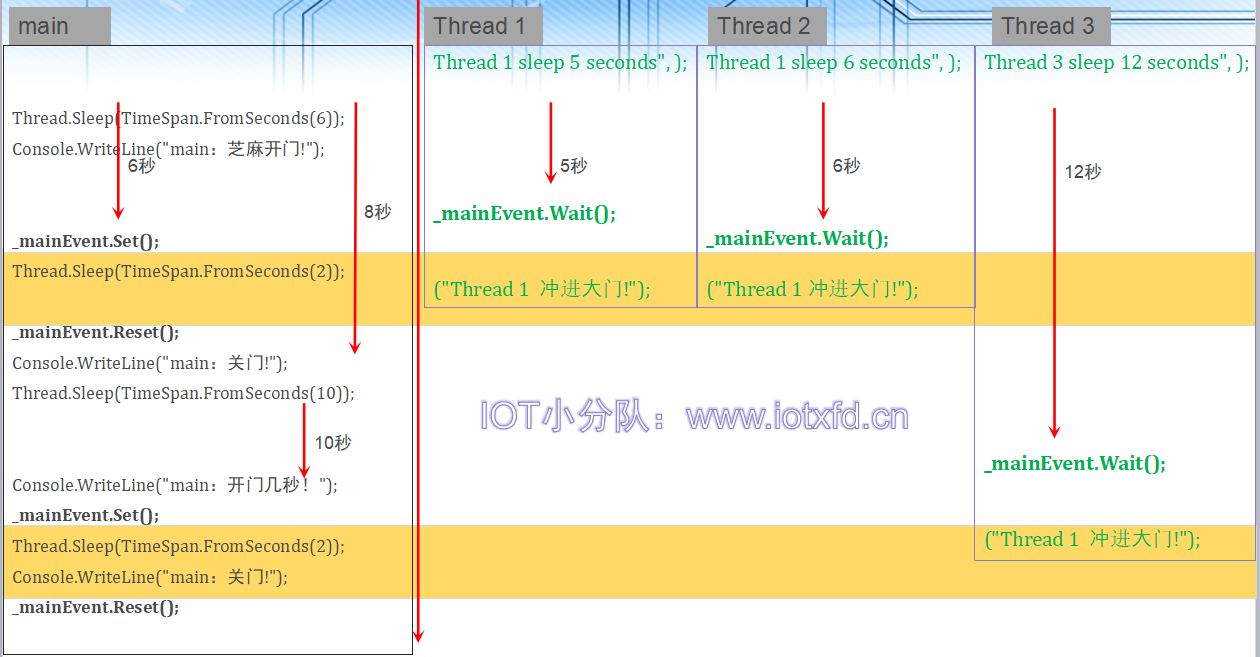 main
Thread.Sleep(TimeSpan.FromSeconds(6));
Console.WriteLine("main：芝麻开门!");
6秒
8秒
_mainEvent.Set();
Thread.Sleep(TimeSpan.FromSeconds(2));
_mainEvent.Reset();
Console.WriteLine("main：关门!");
Thread.Sleep(TimeSpan.FromSeconds(10));
10秒
Console.WriteLine("main：开门几秒！");
_mainEvent.Set();
Thread.Sleep(TimeSpan.FromSeconds(2));
Console.WriteLine("main：关门!");
_mainEvent.Reset();
Thread 1
Thread 1 sleep 5 seconds", );
5秒
_mainEvent.Wait();
("Thread 1 冲进大门!");
Thread 2
Thread 1 sleep 6 seconds", );
6秒
_mainEvent.Wait();
("Thread 1 冲进大门!");
Thread 3
Thread 3 sleep 12 seconds", );
12秒
_mainEvent.Wait();
("Thread 1 冲进大门!");
IOT小分队：www.iotxfd.cn